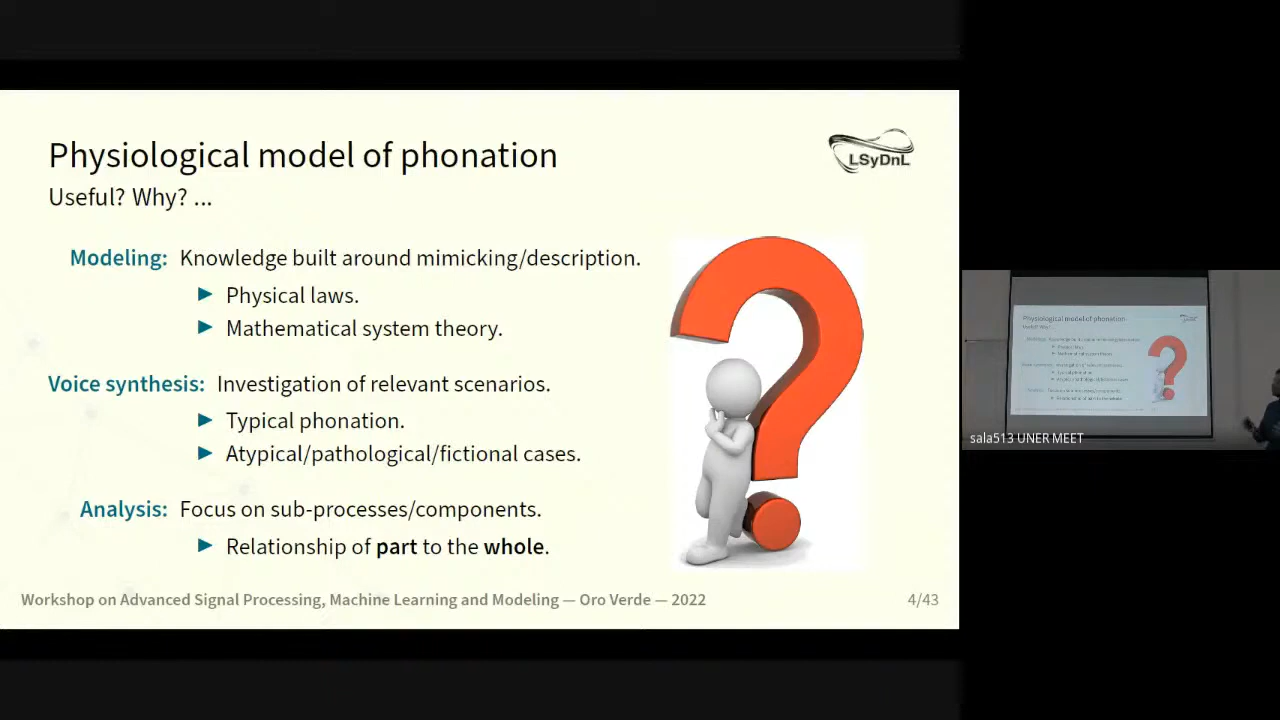 Physiological model of phonation
Useful? Why? ...
LSyDnL
Modeling: Knowledge built around mimicking/description.
Physical laws.
Mathematical system theory.
Voice synthesis: Investigation of relevant scenarios.
Typical phonation.
Atypical/pathological/fictional cases.
Analysis: Focus on sub-processes/components.
Relationship of part to the whole.
Workshop on Advanced Signal Processing, Machine Learning and Modeling — Oro Verde — 2022
4/43
Physiological model of phonation
Useful? Why? ...
sala513 UNER MEET